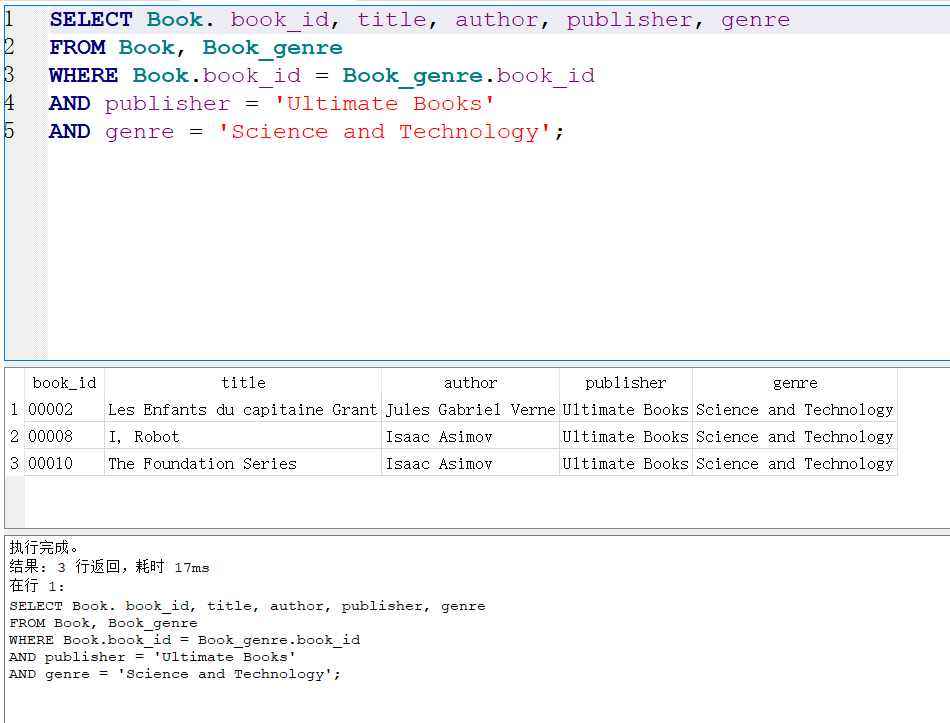 1 SELECT Book. book_id, title, author, publisher, genre
2 FROM Book, Book_genre
3 WHERE Book.book_id = Book_genre.book_id
4 AND publisher = 'Ultimate Books'
5 AND genre = 'Science and Technology';
book_id title author publisher genre
1 00002 Les Enfants du capitaine Grant Jules Gabriel Verne Ultimate Books Science and Technology
2 00008 I, Robot Isaac Asimov Ultimate Books Science and Technology
3 00010 The Foundation Series Isaac Asimov Ultimate Books Science and Technology
执行完成。
结果: 3 行返回，耗时 17ms
在行 1:
SELECT Book. book_id, title, author, publisher, genre
FROM Book, Book_genre
WHERE Book.book_id = Book_genre.book_id
AND publisher = 'Ultimate Books'
AND genre = 'Science and Technology';